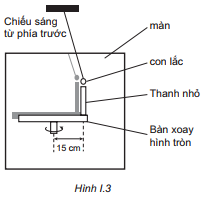 Chiếu sáng
từ phía trước
màn
con lắc
Thanh nhỏ
Bàn xoay
hình tròn
15 cm
Hình I.3